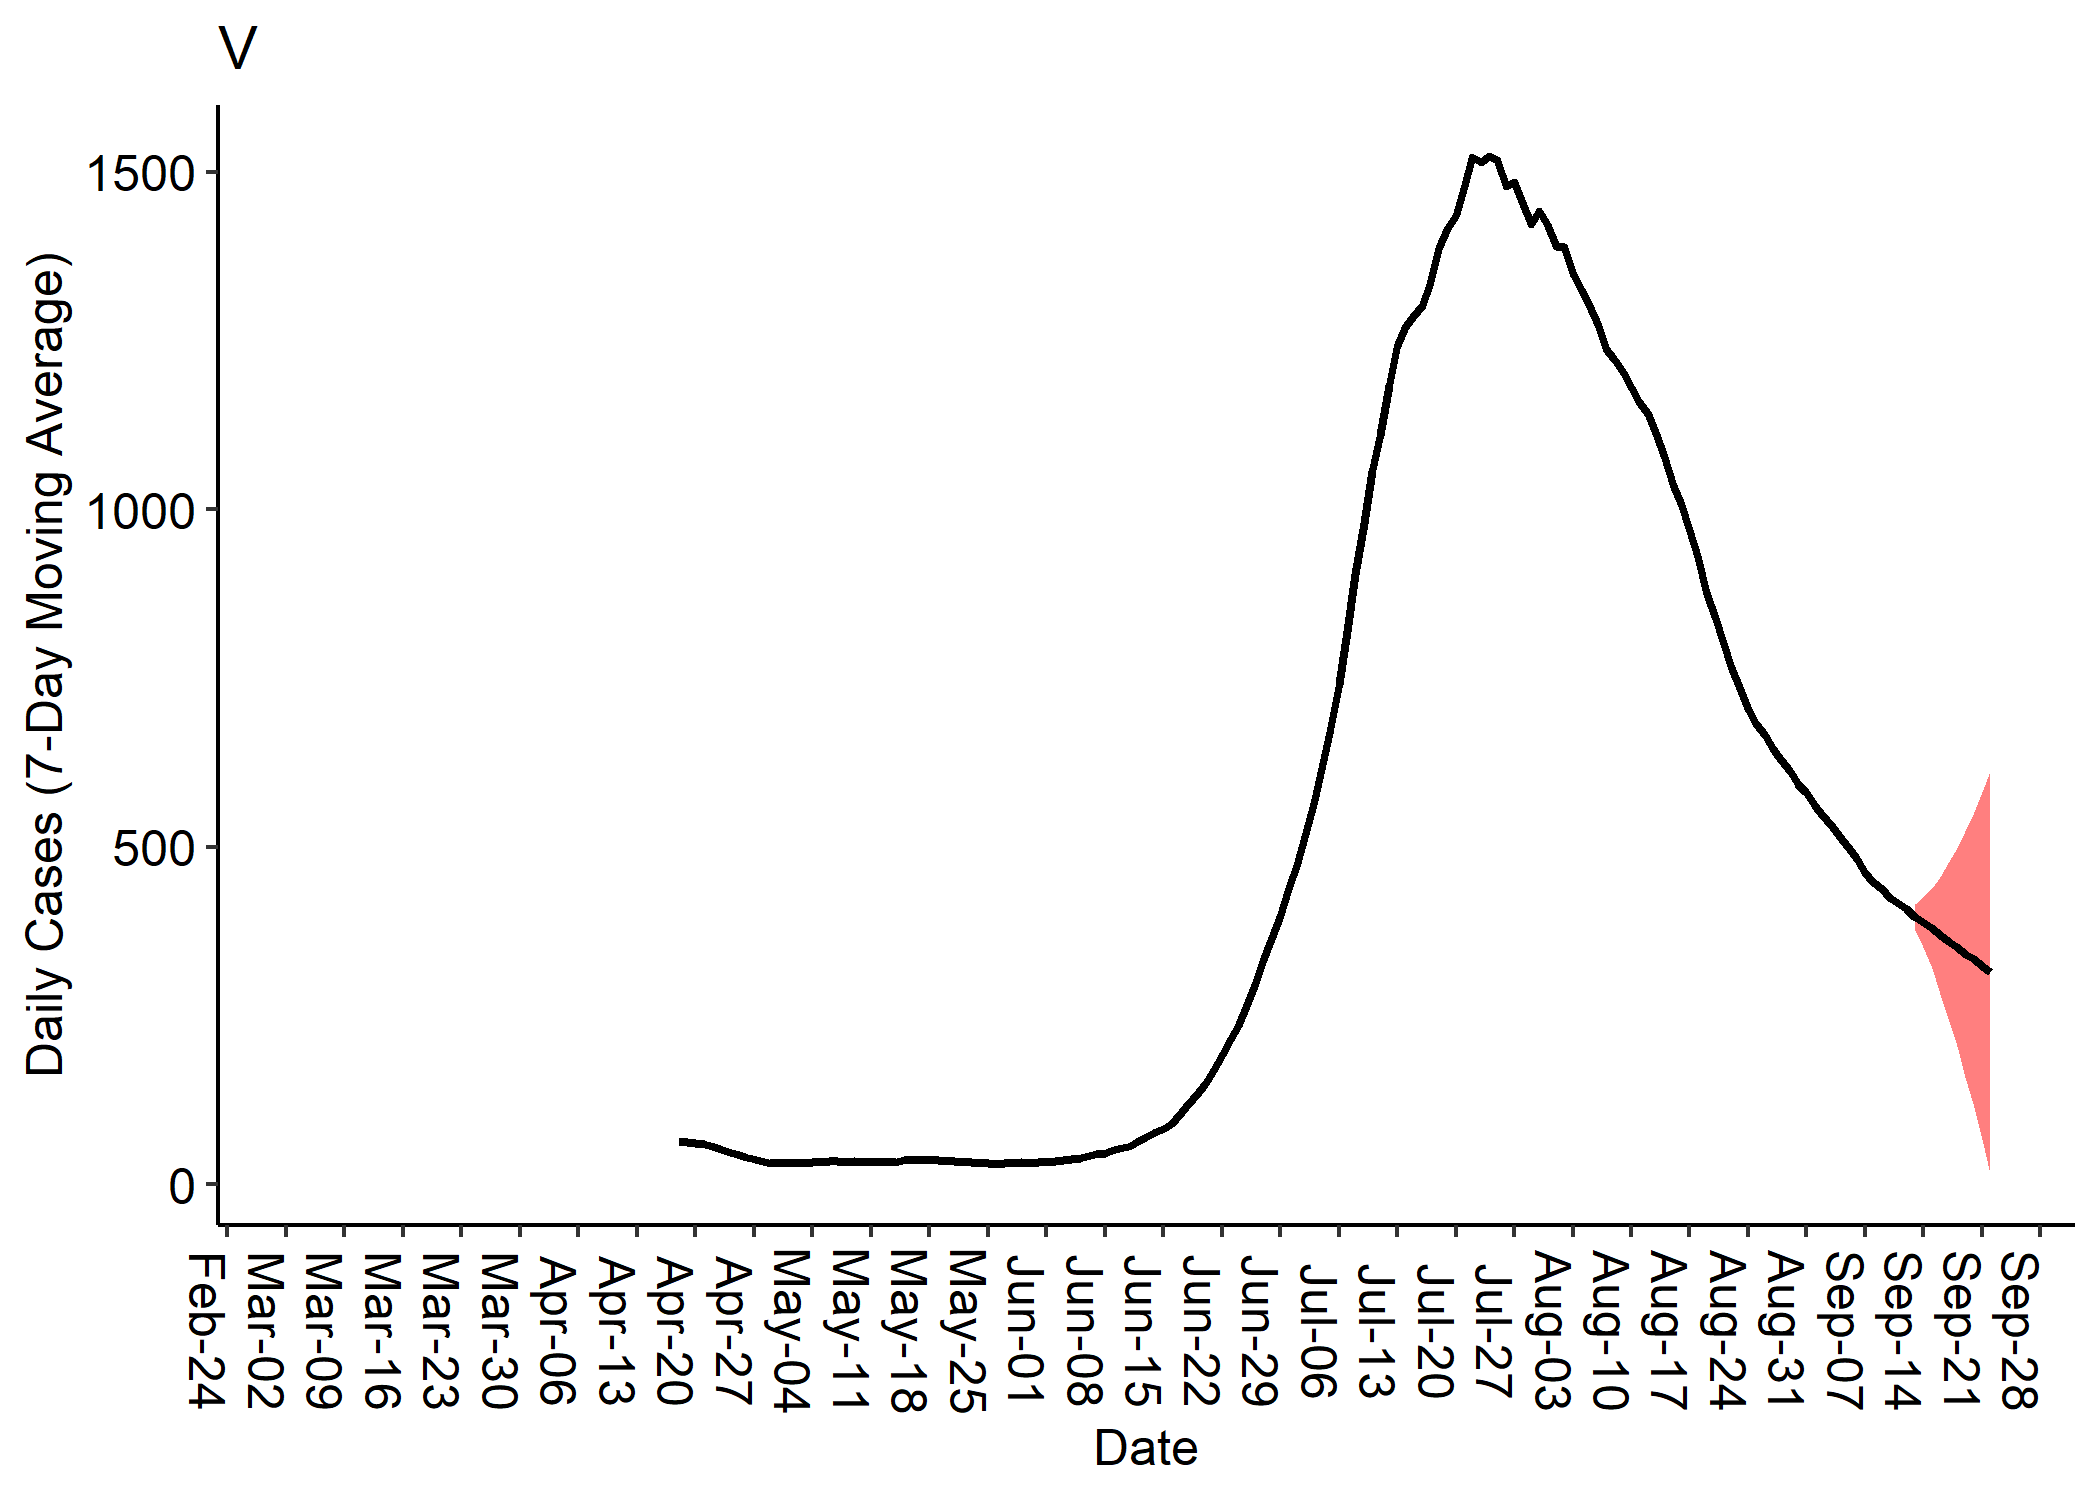 V
Daily Cases (7-Day Moving Average)
1500
1000
500
0
Feb-24
Mar-02
Mar-09
Mar-16
Mar-23
Mar-30
Apr-06
Apr-13
Apr-20
Apr-27
May-04
May-11
May-18
May-25
Jun-01
Jun-08
Jun-15
Jun-22
Jun-29
Jul-06
Jul-13
Jul-20
Jul-27
Aug-03
Aug-10
Aug-17
Aug-24
Aug-31
Sep-07
Sep-14
Sep-21
Sep-28
Date